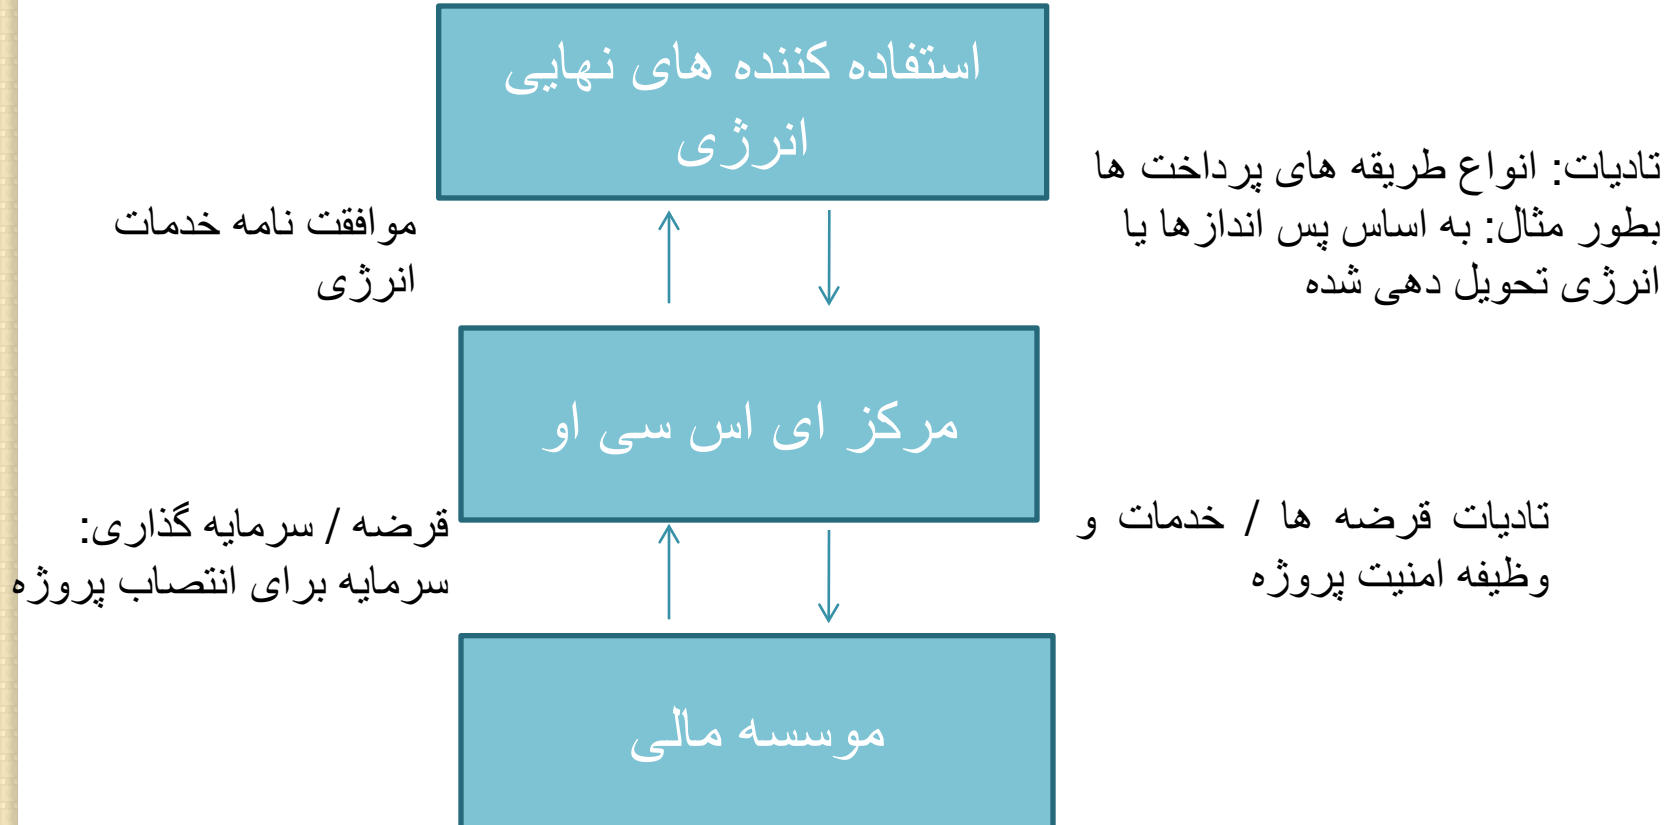 استفاده کننده های نهایی
انرژی
تادیات: انواع طریقه های پرداخت ها
بطور مثال: به اساس پس اندازها یا
انرژی تحویل دهی شده
موافقت نامه خدمات
انرژی
مرکز ای اس سی او
تادیات قرضه ها / خدمات و
وظیفه امنیت پروژه
قرضه / سرمایه گذاری:
سرمایه برای انتصاب پروژه
موسسه مالی